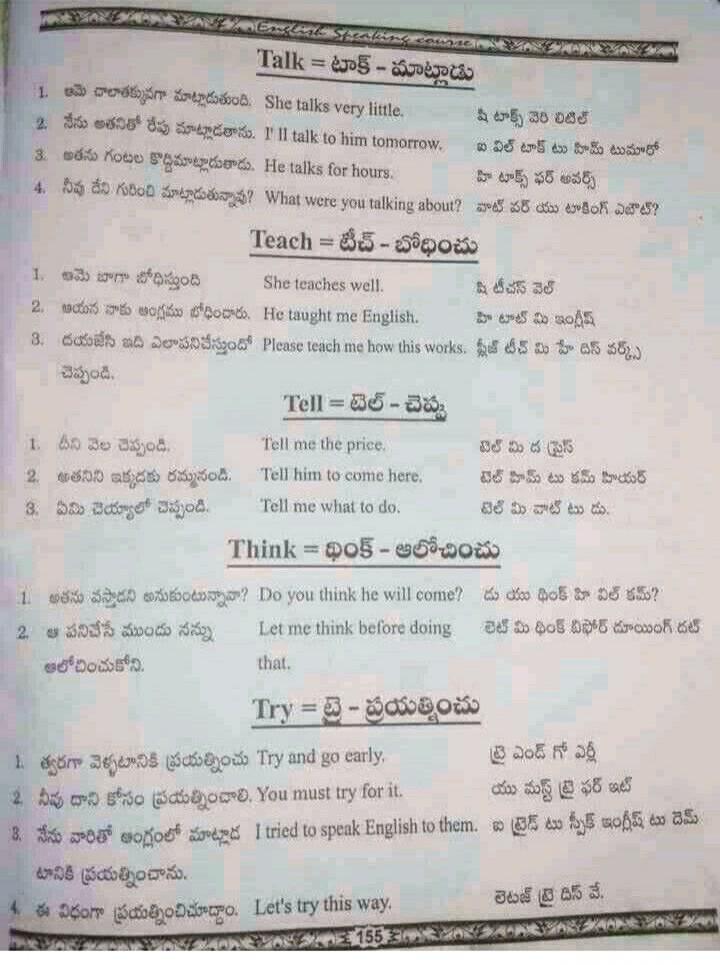 English Speaking course
Talk = టాక్ - మాట్లాడు
1. ఆమె చాలాతక్కువగా మాట్లాడుతుంది. She talks very little. షి టాక్స్ వెరి లిటిల్
2. నేను అతనితో రేపు మాట్లాడతాను. I' ll talk to him tomorrow. ఐ విల్ టాక్ టు హిమ్ టుమారో
3. అతను గంటల కొద్దిమాట్లాడుతాడు. He talks for hours. హి టాక్స్ ఫర్ అవర్స్
4. నీవు దేని గురించి మాట్లాడుతున్నావు? What were you talking about? వాట్ వర్ యు టాకింగ్ ఎబౌట్?
Teach = టీచ్ - బోధించు
1. ఆమె బాగా బోధిస్తుంది She teaches well. షి టీచస్ వెల్
2. ఆయన నాకు ఆంగ్లము బోధించారు. He taught me English. హి టాట్ మి ఇంగ్లీష్
3. దయజేసి ఇది ఎలాపనిచేస్తుందో Please teach me how this works. ప్లీజ్ టీచ్ మి హే దిస్ వర్క్స్
చెప్పండి.
Tell = టెల్ - చెప్పు
1. దీని వెల చెప్పండి. Tell me the price. టెల్ మి ద ప్రైస్
2. అతనిని ఇక్కడకు రమ్మనండి. Tell him to come here. టెల్ హిమ్ టు కమ్ హియర్
3. ఏమి చెయ్యాలో చెప్పండి. Tell me what to do. టెల్ మి వాట్ టు డు.
Think = థింక్ - ఆలోచించు
1. అతను వస్తాడని అనుకుంటున్నావా? Do you think he will come? డు యు థింక్ హి విల్ కమ్?
2. ఆ పనిచేసే ముందు నన్ను Let me think before doing లెట్ మి థింక్ బిఫోర్ డూయింగ్ దట్
ఆలోచించుకోని. that.
Try = ట్రై - ప్రయత్నించు
1. త్వరగా వెళ్ళటానికి ప్రయత్నించు Try and go early. ట్రై ఎండ్ గో ఎర్లీ
2. నీవు దాని కోసం ప్రయత్నించాలి. You must try for it. యు మస్ట్ ట్రై ఫర్ ఇట్
3. నేను వారితో ఆంగ్లంలో మాట్లాడ I tried to speak English to them. ఐ ట్రైడ్ టు స్పీక్ ఇంగ్లీష్ టు దెమ్
టానికి ప్రయత్నించాను.
4. ఈ విధంగా ప్రయత్నించిచూద్దాం. Let's try this way. లెటజ్ ట్రై దిస్ వే.
155